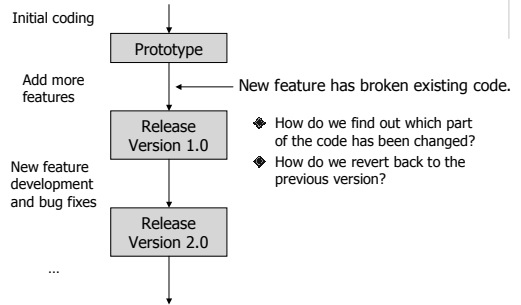 Initial coding
Prototype
Add more
features
New feature has broken existing code.
Release
Version 1.0
How do we find out which part
of the code has been changed?
How do we revert back to the
previous version?
New feature
development
and bug fixes
Release
Version 2.0
...